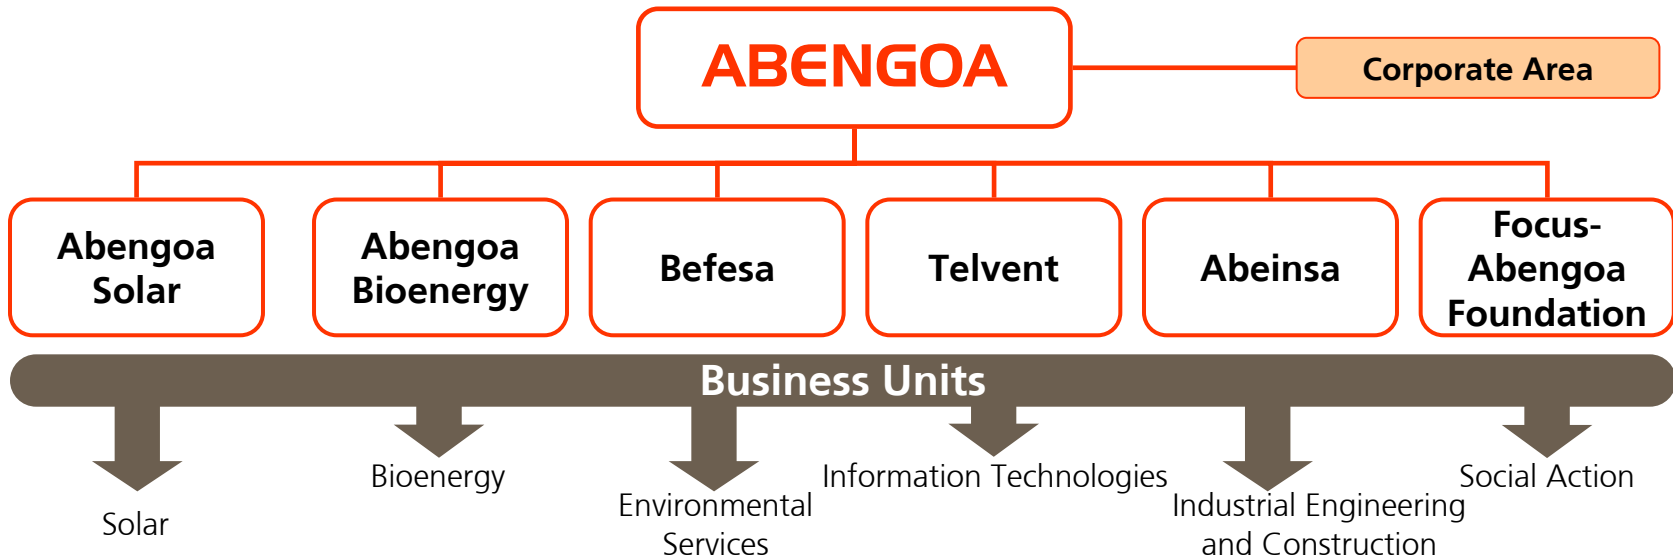 ABENGOA
Corporate Area
Abengoa
Solar
Abengoa
Bioenergy
Befesa
Telvent
Abeinsa
Focus-
Abengoa
Foundation
Business Units
Solar
Bioenergy
Environmental
Services
Information Technologies
Industrial Engineering
and Construction
Social Action